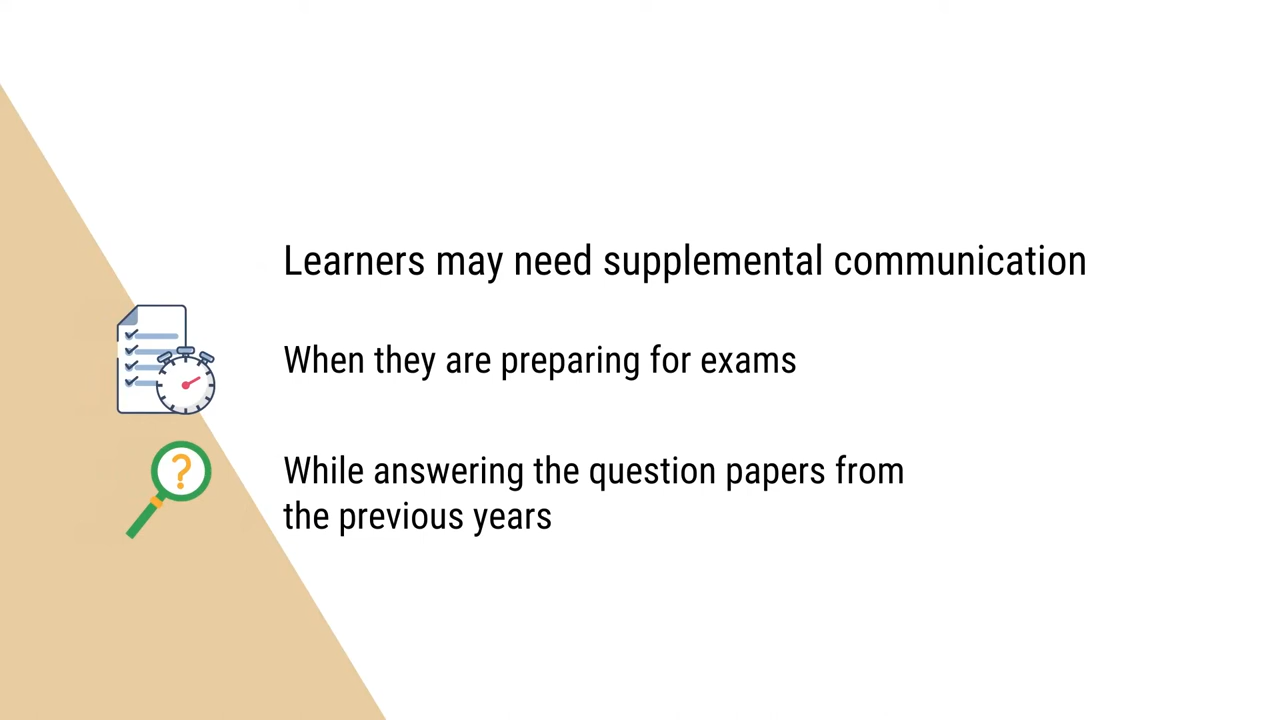 Learners may need supplemental communication
When they are preparing for exams
?
While answering the question papers from
the previous years